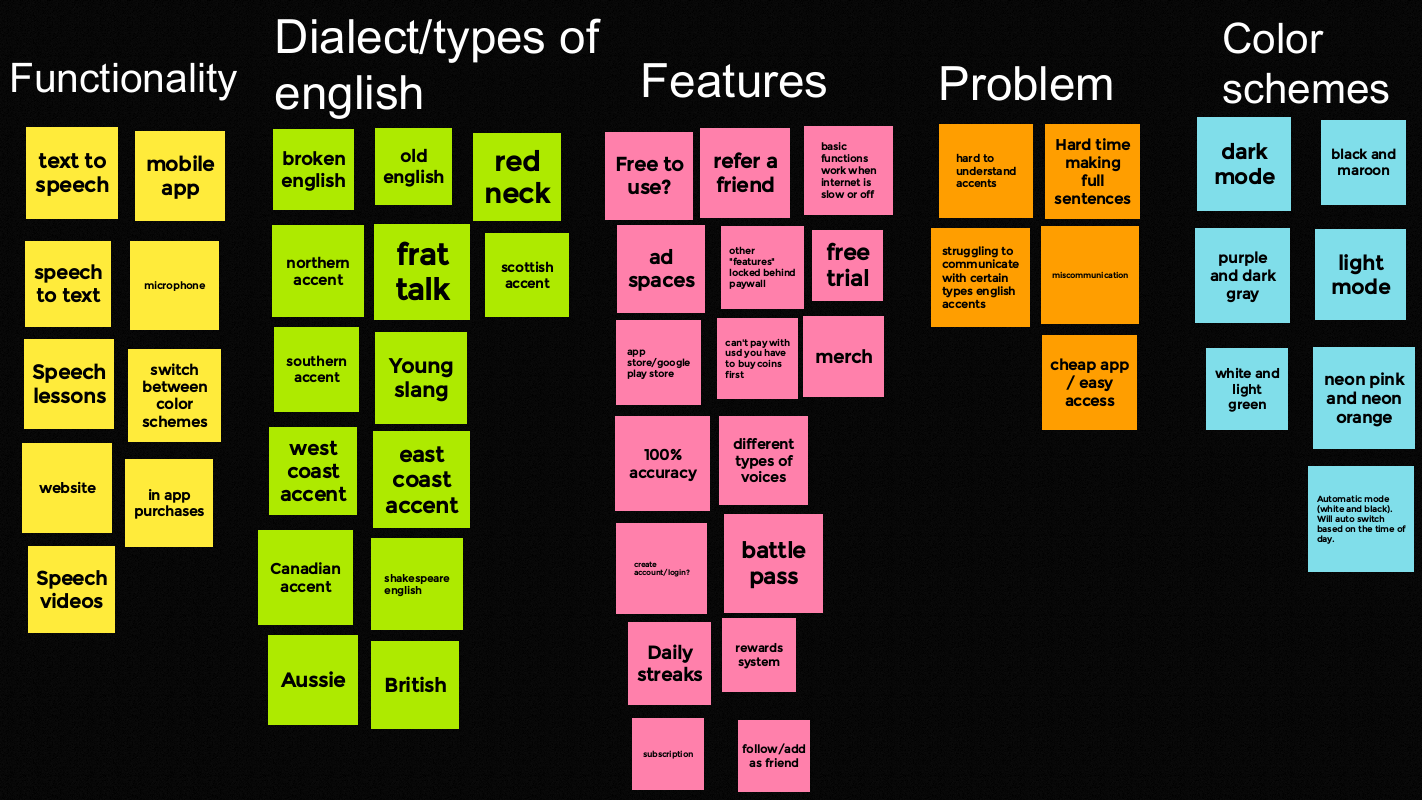 Functionality
text to
speech
mobile
app
speech
to text
microphone
Speech
lessons
switch
between
color
schemes
website
in app
purchases
Speech
videos
Dialect/types of
english
broken
english
old
english
red
neck
northern
accent
frat
talk
scottish
accent
southern
accent
Young
slang
west
coast
accent
east
coast
accent
Canadian
accent
shakespeare
english
Aussie
British
Features
Free to
use?
refer a
friend
basic
functions
work when
internet is
slow or off
ad
spaces
other
"features"
locked behind
paywall
free
trial
app
store/google
play store
can't pay with
usd you have
to buy coins
first
merch
100%
accuracy
different
types of
voices
create
account/login?
battle
pass
Daily
streaks
rewards
system
subscription
follow/add
as friend
Problem
hard to
understand
accents
Hard time
making
full
sentences
struggling to
communicate
with certain
types english
accents
miscommunication
cheap app
/ easy
access
Color
schemes
dark
mode
black and
maroon
purple
and dark
gray
light
mode
white and
light
green
neon pink
and neon
orange
Automatic mode
(white and black).
Will auto switch
based on the time of
day.